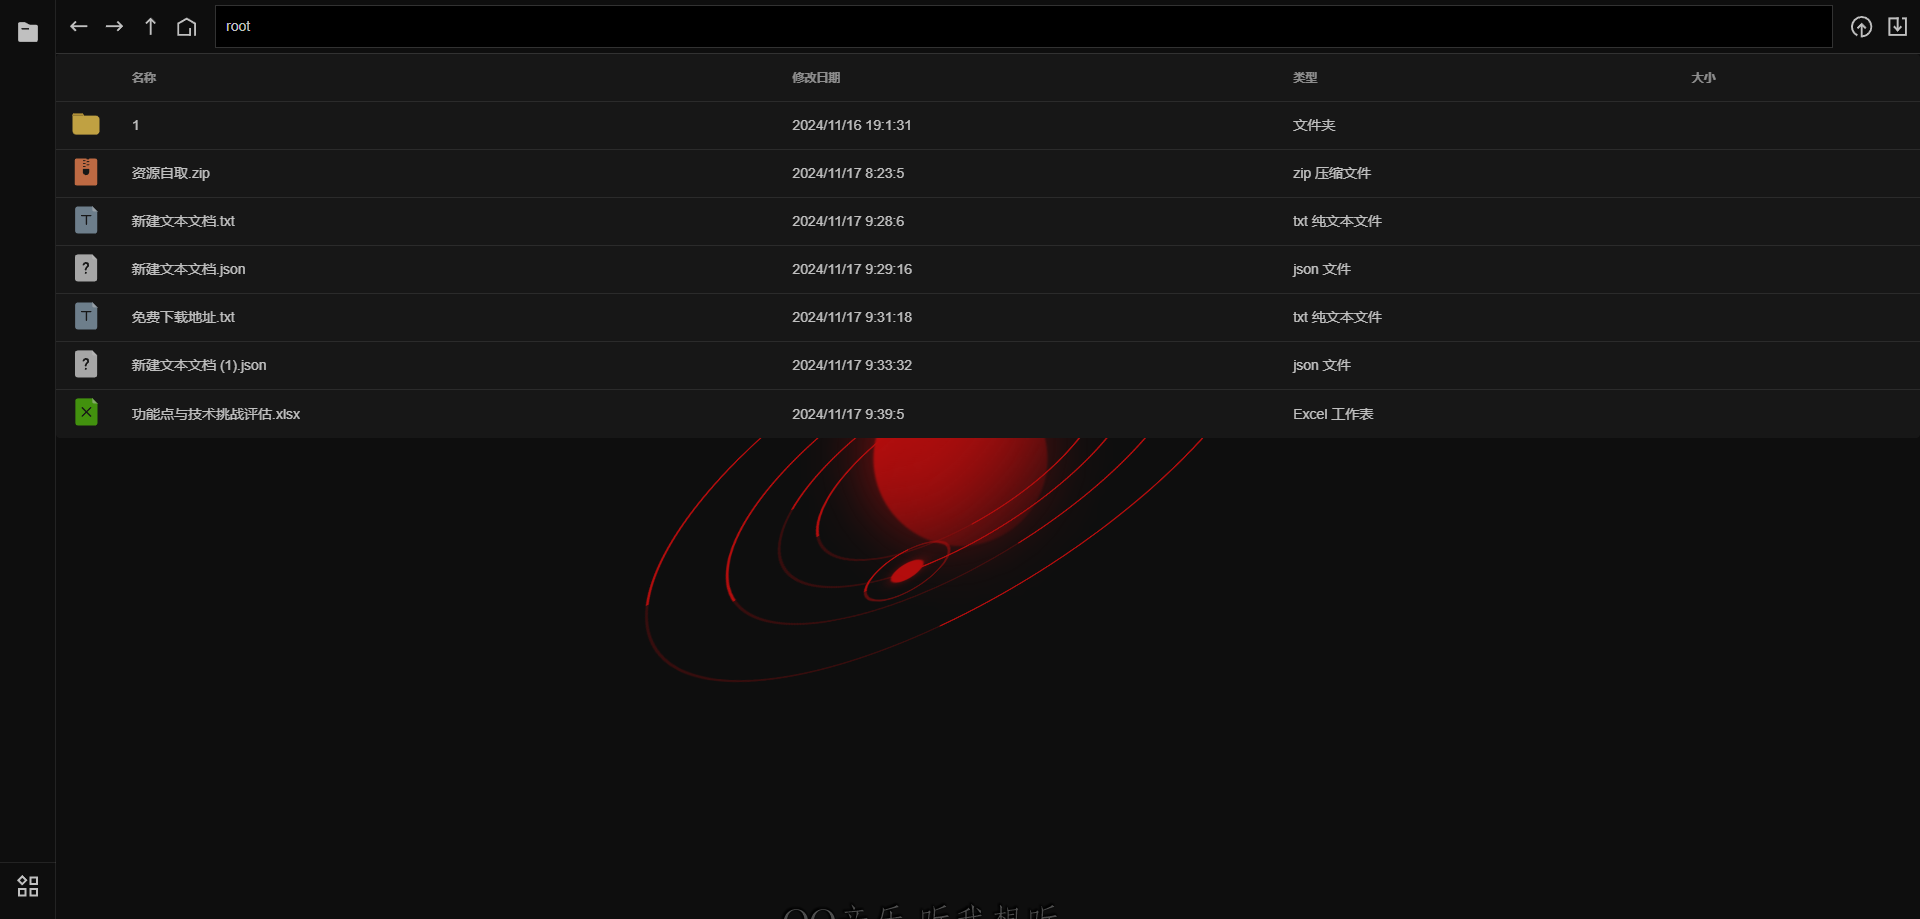 root
名称 修改日期 类型 大小
1 2024/11/16 19:1:31 文件夹
资源自取.zip 2024/11/17 8:23:5 zip 压缩文件
新建文本文档.txt 2024/11/17 9:28:6 txt 纯文本文件
新建文本文档.json 2024/11/17 9:29:16 json 文件
免费下载地址.txt 2024/11/17 9:31:18 txt 纯文本文件
新建文本文档 (1).json 2024/11/17 9:33:32 json 文件
功能点与技术挑战评估.xlsx 2024/11/17 9:39:5 Excel 工作表
QQ音乐 听我想听